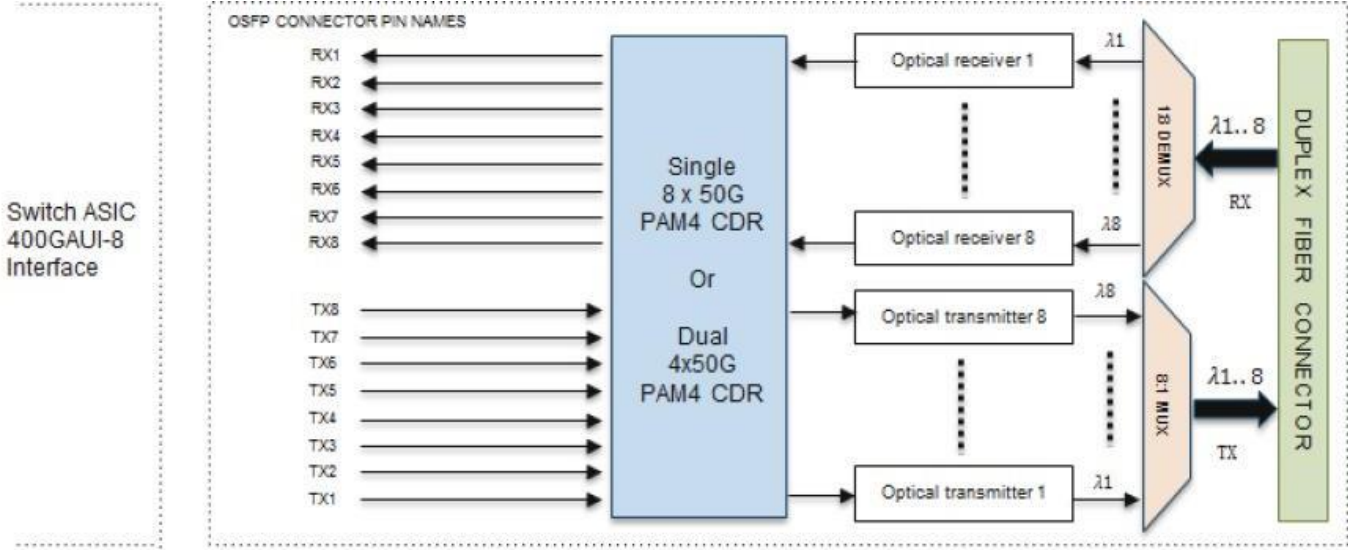 OSFP CONNECTOR PIN NAMES
RX1
RX2
RX3
RX4
RX5
RX6
RX7
RX8
TX8
TX7
TX6
TX5
TX4
TX3
TX2
TX1
Switch ASIC
400GAUI-8
Interface
Single
8 x 50G
PAM4 CDR
Or
Dual
4x50G
PAM4 CDR
Optical receiver 1
Optical receiver 8
Optical transmitter 8
Optical transmitter 1
λ1
λ8
λ8
λ1
1:8 DEMUX
8:1 MUX
λ1..8
RX
λ1..8
TX
DUPLEX FIBER CONNECTOR